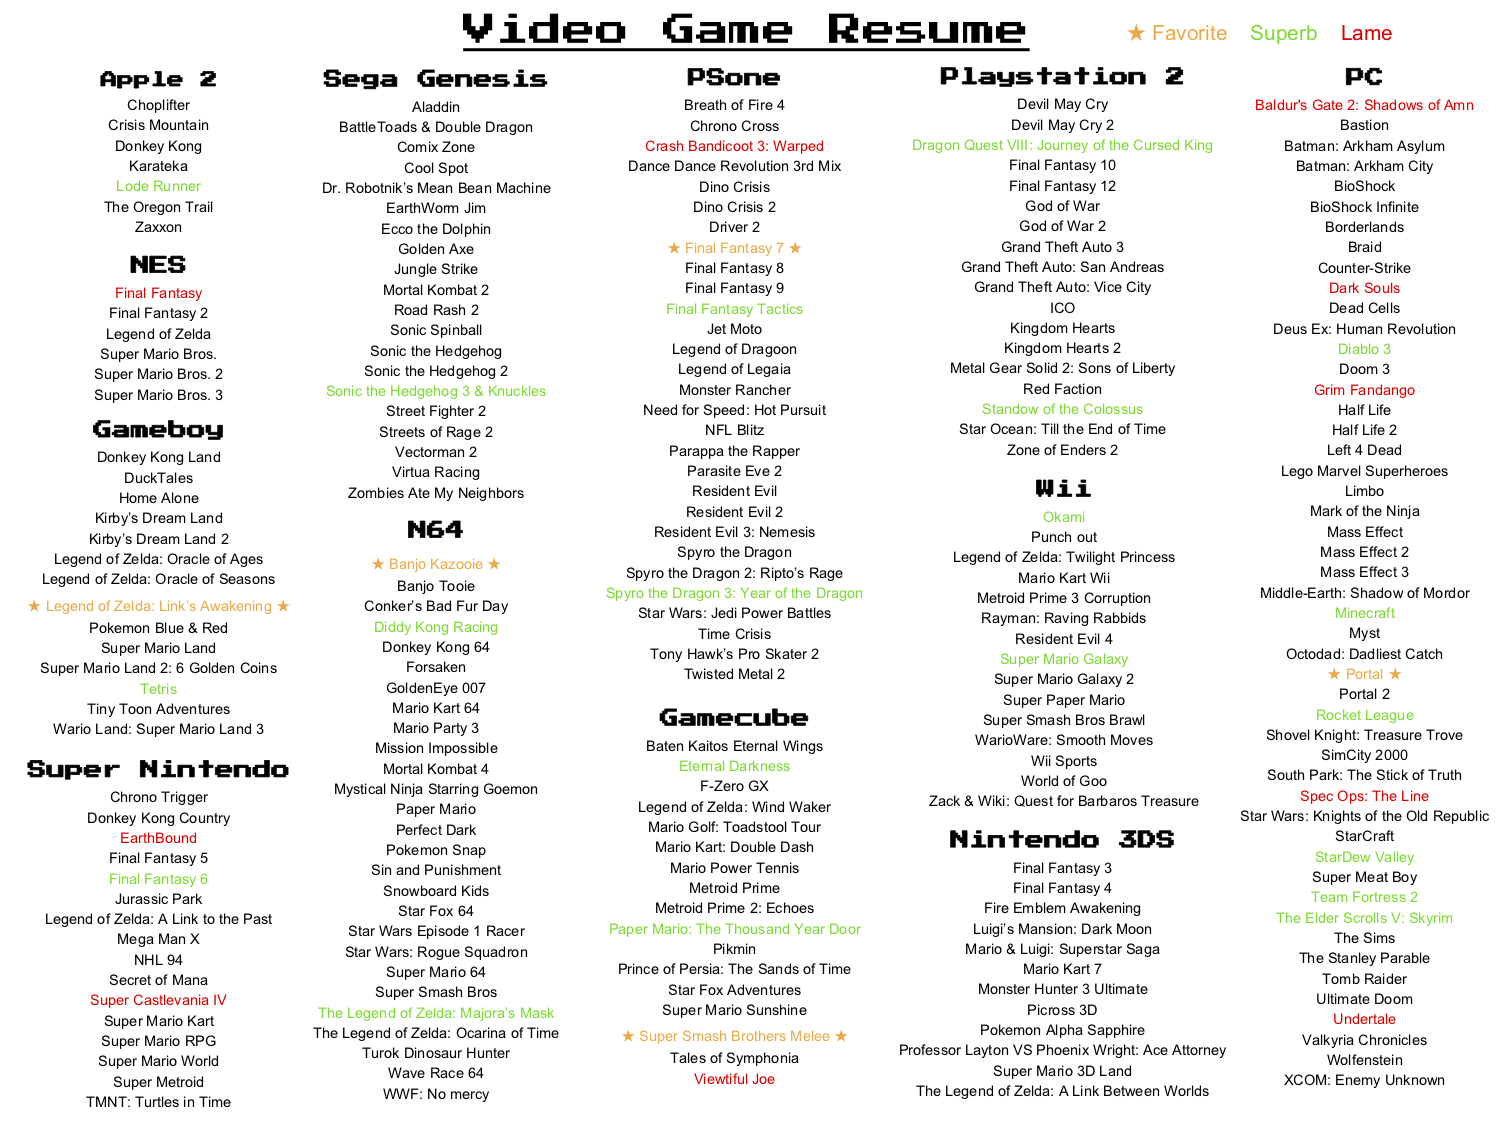 Video Game Resume
★ Favorite Superb Lame
Apple 2
Choplifter
Crisis Mountain
Donkey Kong
Karateka
Lode Runner
The Oregon Trail
Zaxxon
NES
Final Fantasy
Final Fantasy 2
Legend of Zelda
Super Mario Bros.
Super Mario Bros. 2
Super Mario Bros. 3
Gameboy
Donkey Kong Land
DuckTales
Home Alone
Kirby's Dream Land
Kirby's Dream Land 2
Legend of Zelda: Oracle of Ages
Legend of Zelda: Oracle of Seasons
★ Legend of Zelda: Link's Awakening ★
Pokemon Blue & Red
Super Mario Land
Super Mario Land 2: 6 Golden Coins
Tetris
Tiny Toon Adventures
Wario Land: Super Mario Land 3
Super Nintendo
Chrono Trigger
Donkey Kong Country
EarthBound
Final Fantasy 5
Final Fantasy 6
Jurassic Park
Legend of Zelda: A Link to the Past
Mega Man X
NHL 94
Secret of Mana
Super Castlevania IV
Super Mario Kart
Super Mario RPG
Super Mario World
Super Metroid
TMNT: Turtles in Time
Sega Genesis
Aladdin
BattleToads & Double Dragon
Comix Zone
Cool Spot
Dr. Robotnik's Mean Bean Machine
EarthWorm Jim
Ecco the Dolphin
Golden Axe
Jungle Strike
Mortal Kombat 2
Road Rash 2
Sonic Spinball
Sonic the Hedgehog
Sonic the Hedgehog 2
Sonic the Hedgehog 3 & Knuckles
Street Fighter 2
Streets of Rage 2
Vectorman 2
Virtua Racing
Zombies Ate My Neighbors
N64
★ Banjo Kazooie ★
Banjo Tooie
Conker's Bad Fur Day
Diddy Kong Racing
Donkey Kong 64
Forsaken
GoldenEye 007
Mario Kart 64
Mario Party 3
Mission Impossible
Mortal Kombat 4
Mystical Ninja Starring Goemon
Paper Mario
Perfect Dark
Pokemon Snap
Sin and Punishment
Snowboard Kids
Star Fox 64
Star Wars Episode 1 Racer
Star Wars: Rogue Squadron
Super Mario 64
Super Smash Bros
The Legend of Zelda: Majora's Mask
The Legend of Zelda: Ocarina of Time
Turok Dinosaur Hunter
Wave Race 64
WWF: No mercy
PSone
Breath of Fire 4
Chrono Cross
Crash Bandicoot 3: Warped
Dance Dance Revolution 3rd Mix
Dino Crisis
Dino Crisis 2
Driver 2
★ Final Fantasy 7 ★
Final Fantasy 8
Final Fantasy 9
Final Fantasy Tactics
Jet Moto
Legend of Dragoon
Legend of Legaia
Monster Rancher
Need for Speed: Hot Pursuit
NFL Blitz
Parappa the Rapper
Parasite Eve 2
Resident Evil
Resident Evil 2
Resident Evil 3: Nemesis
Spyro the Dragon
Spyro the Dragon 2: Ripto's Rage
Spyro the Dragon 3: Year of the Dragon
Star Wars: Jedi Power Battles
Time Crisis
Tony Hawk's Pro Skater 2
Twisted Metal 2
Gamecube
Baten Kaitos Eternal Wings
Eternal Darkness
F-Zero GX
Legend of Zelda: Wind Waker
Mario Golf: Toadstool Tour
Mario Kart: Double Dash
Mario Power Tennis
Metroid Prime
Metroid Prime 2: Echoes
Paper Mario: The Thousand Year Door
Pikmin
Prince of Persia: The Sands of Time
Star Fox Adventures
Super Mario Sunshine
★ Super Smash Brothers Melee ★
Tales of Symphonia
Viewtiful Joe
Playstation 2
Devil May Cry
Devil May Cry 2
Dragon Quest VIII: Journey of the Cursed King
Final Fantasy 10
Final Fantasy 12
God of War
God of War 2
Grand Theft Auto 3
Grand Theft Auto: San Andreas
Grand Theft Auto: Vice City
ICO
Kingdom Hearts
Kingdom Hearts 2
Metal Gear Solid 2: Sons of Liberty
Red Faction
Standow of the Colossus
Star Ocean: Till the End of Time
Zone of Enders 2
Wii
Okami
Punch out
Legend of Zelda: Twilight Princess
Mario Kart Wii
Metroid Prime 3 Corruption
Rayman: Raving Rabbids
Resident Evil 4
Super Mario Galaxy
Super Mario Galaxy 2
Super Paper Mario
Super Smash Bros Brawl
WarioWare: Smooth Moves
Wii Sports
World of Goo
Zack & Wiki: Quest for Barbaros Treasure
Nintendo 3DS
Final Fantasy 3
Final Fantasy 4
Fire Emblem Awakening
Luigi's Mansion: Dark Moon
Mario & Luigi: Superstar Saga
Mario Kart 7
Monster Hunter 3 Ultimate
Picross 3D
Pokemon Alpha Sapphire
Professor Layton VS Phoenix Wright: Ace Attorney
Super Mario 3D Land
The Legend of Zelda: A Link Between Worlds
PC
Baldur's Gate 2: Shadows of Amn
Bastion
Batman: Arkham Asylum
Batman: Arkham City
BioShock
BioShock Infinite
Borderlands
Braid
Counter-Strike
Dark Souls
Dead Cells
Deus Ex: Human Revolution
Diablo 3
Doom 3
Grim Fandango
Half Life
Half Life 2
Left 4 Dead
Lego Marvel Superheroes
Limbo
Mark of the Ninja
Mass Effect
Mass Effect 2
Mass Effect 3
Middle-Earth: Shadow of Mordor
Minecraft
Myst
Octodad: Dadliest Catch
★ Portal ★
Portal 2
Rocket League
Shovel Knight: Treasure Trove
SimCity 2000
South Park: The Stick of Truth
Spec Ops: The Line
Star Wars: Knights of the Old Republic
StarCraft
StarDew Valley
Super Meat Boy
Team Fortress 2
The Elder Scrolls V: Skyrim
The Sims
The Stanley Parable
Tomb Raider
Ultimate Doom
Undertale
Valkyria Chronicles
Wolfenstein
XCOM: Enemy Unknown